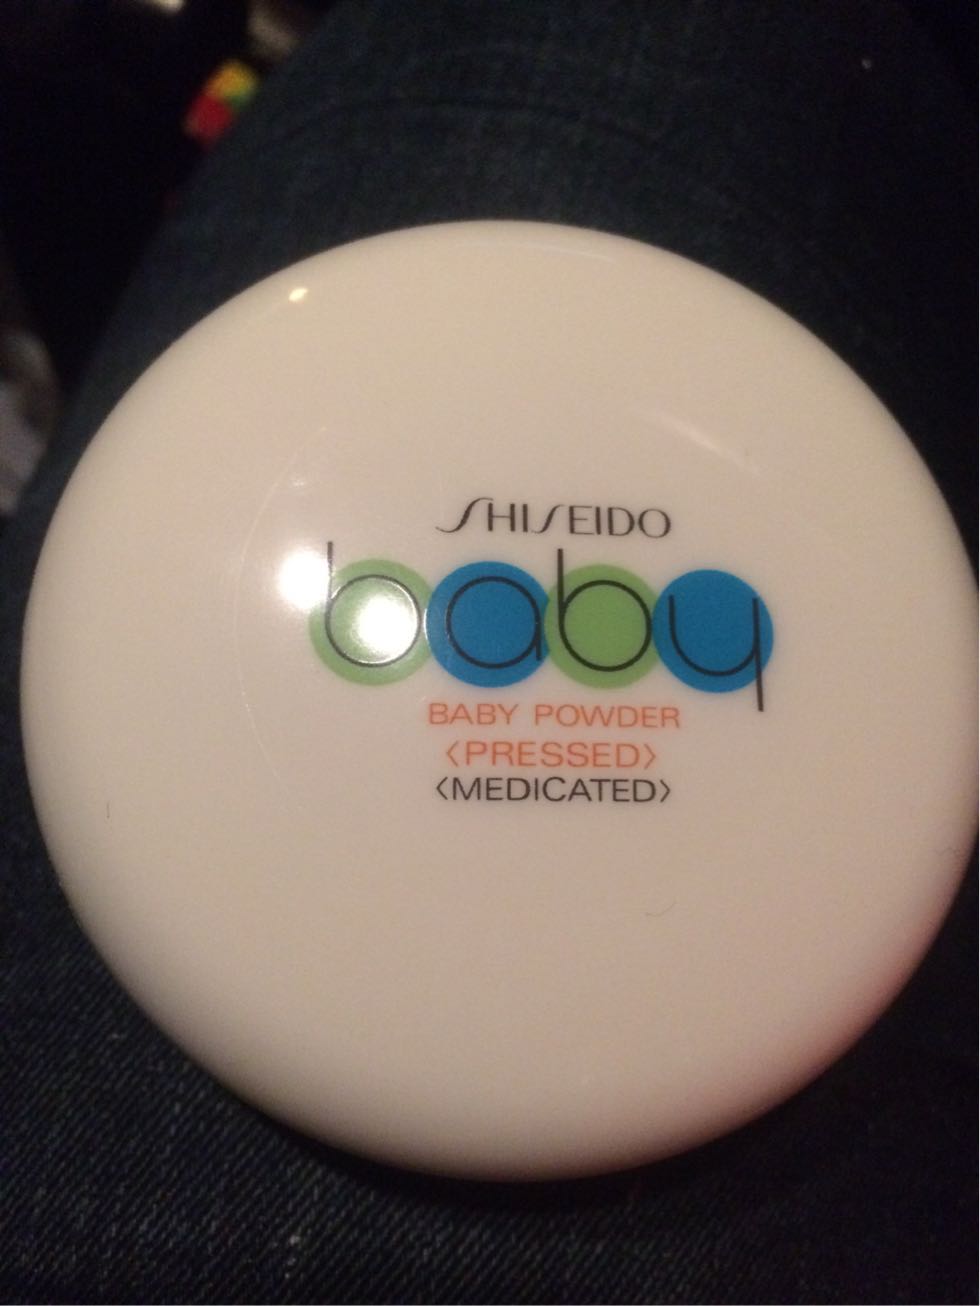 SHISEIDO
baby
BABY POWDER
<PRESSED>
<MEDICATED>